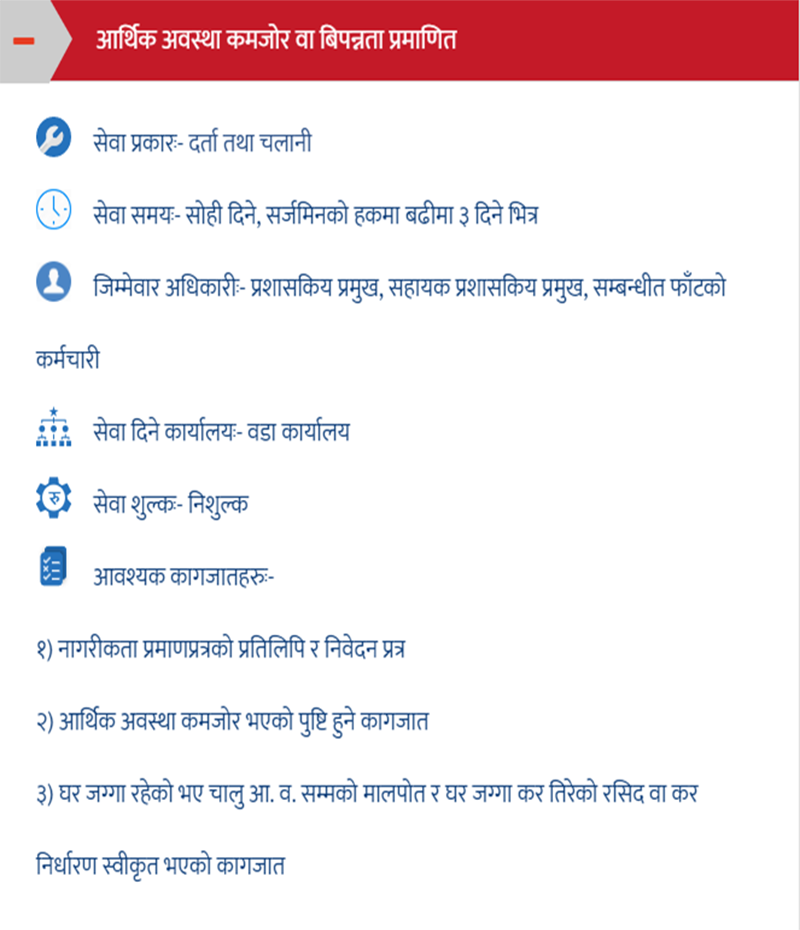 आर्थिक अवस्था कमजोर वा बिपन्नता प्रमाणित
सेवा प्रकारः- दर्ता तथा चलानी
सेवा समयः- सोही दिने, सर्जमिनको हकमा बढीमा ३ दिने भित्र
जिम्मेवार अधिकारीः- प्रशासकिय प्रमुख, सहायक प्रशासकिय प्रमुख, सम्बन्धीत फाँटको
कर्मचारी
सेवा दिने कार्यालयः- वडा कार्यालय
रु
सेवा शुल्कः- निशुल्क
आवश्यक कागजातहरुः-
१) नागरीकता प्रमाणप्रत्रको प्रतिलिपि र निवेदन प्रत्र
२) आर्थिक अवस्था कमजोर भएको पुष्टि हुने कागजात
३) घर जग्गा रहेको भए चालु आ. व. सम्मको मालपोत र घर जग्गा कर तिरेको रसिद वा कर
निर्धारण स्वीकृत भएको कागजात